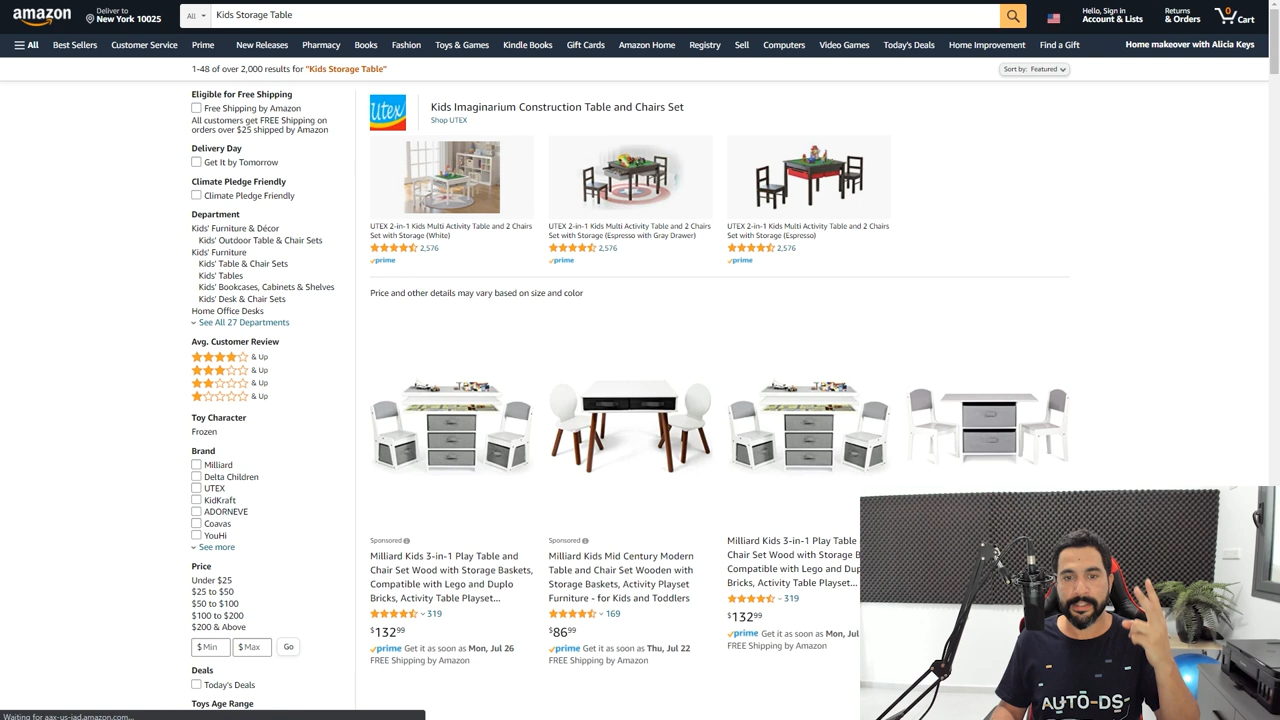 amazon
Deliver to
New York 10025
All
Kids Storage Table
Hello, Sign in
Account & Lists
Returns
& Orders
0
Cart
All
Best Sellers
Customer Service
Prime
New Releases
Pharmacy
Books
Fashion
Toys & Games
Kindle Books
Gift Cards
Amazon Home
Registry
Sell
Computers
Video Games
Today's Deals
Home Improvement
Find a Gift
Home makeover with Alicia Keys
1-48 of over 2,000 results for "Kids Storage Table"
Sort by: Featured
Eligible for Free Shipping
Free Shipping by Amazon
All customers get FREE Shipping on
orders over $25 shipped by Amazon
Delivery Day
Get It by Tomorrow
Climate Pledge Friendly
Climate Pledge Friendly
Department
Kids' Furniture & Décor
Kids' Outdoor Table & Chair Sets
Kids' Furniture
Kids' Table & Chair Sets
Kids' Tables
Kids' Bookcases, Cabinets & Shelves
Kids' Desk & Chair Sets
Home Office Desks
See All 27 Departments
Avg. Customer Review
& Up
& Up
& Up
& Up
Toy Character
Frozen
Brand
Milliard
Delta Children
UTEX
KidKraft
ADORNEVE
Coavas
YouHi
See more
Price
Under $25
$25 to $50
$50 to $100
$100 to $200
$200 & Above
$ Min
$ Max
Go
Deals
Today's Deals
Toys Age Range
Utex
Kids Imaginarium Construction Table and Chairs Set
Shop UTEX
UTEX 2-in-1 Kids Multi Activity Table and 2 Chairs
Set with Storage (White)
2,576
prime
UTEX 2-in-1 Kids Multi Activity Table and 2 Chairs
Set with Storage (Espresso with Gray Drawer)
2,576
prime
UTEX 2-in-1 Kids Multi Activity Table and 2 Chairs
Set with Storage (Espresso)
2,576
prime
Price and other details may vary based on size and color
Sponsored
Milliard Kids 3-in-1 Play Table and
Chair Set Wood with Storage Baskets,
Compatible with Lego and Duplo
Bricks, Activity Table Playset...
319
$132 99
prime Get it as soon as Mon, Jul 26
FREE Shipping by Amazon
Sponsored
Milliard Kids Mid Century Modern
Table and Chair Set Wooden with
Storage Baskets, Activity Playset
Furniture - for Kids and Toddlers
169
$86 99
prime Get it as soon as Thu, Jul 22
FREE Shipping by Amazon
Milliard Kids 3-in-1 Play Table
Chair Set Wood with Storage B
Compatible with Lego and Dup
Bricks, Activity Table Playset...
319
$132 99
prime Get it as soon as Mon, Jul
FREE Shipping by Amazon
AUTO-DS
Waiting for aax-us-iad.amazon.com...